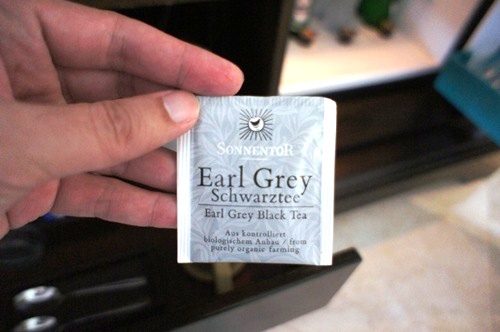 SONNENTOR
Earl Grey
Schwarztee
Earl Grey Black Tea
Aus kontrolliert
biologischem Anbau / from
purely organic farming